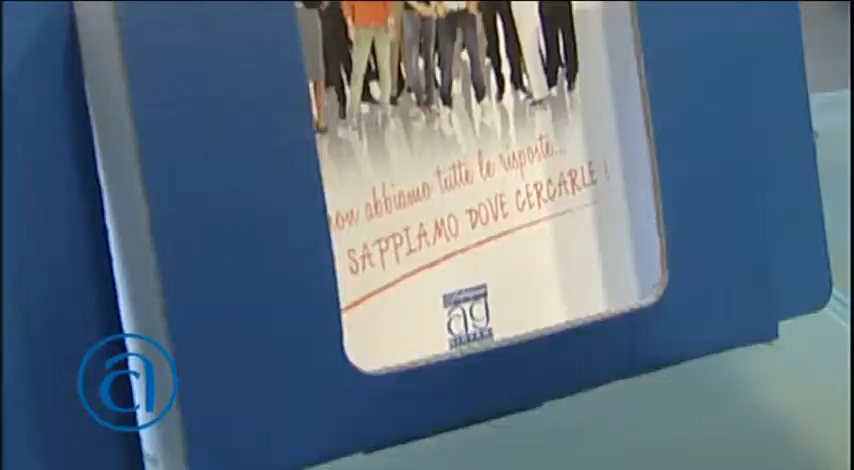 non abbiamo tutte le risposte...
SAPPIAMO DOVE CERCARLE !
ag
a